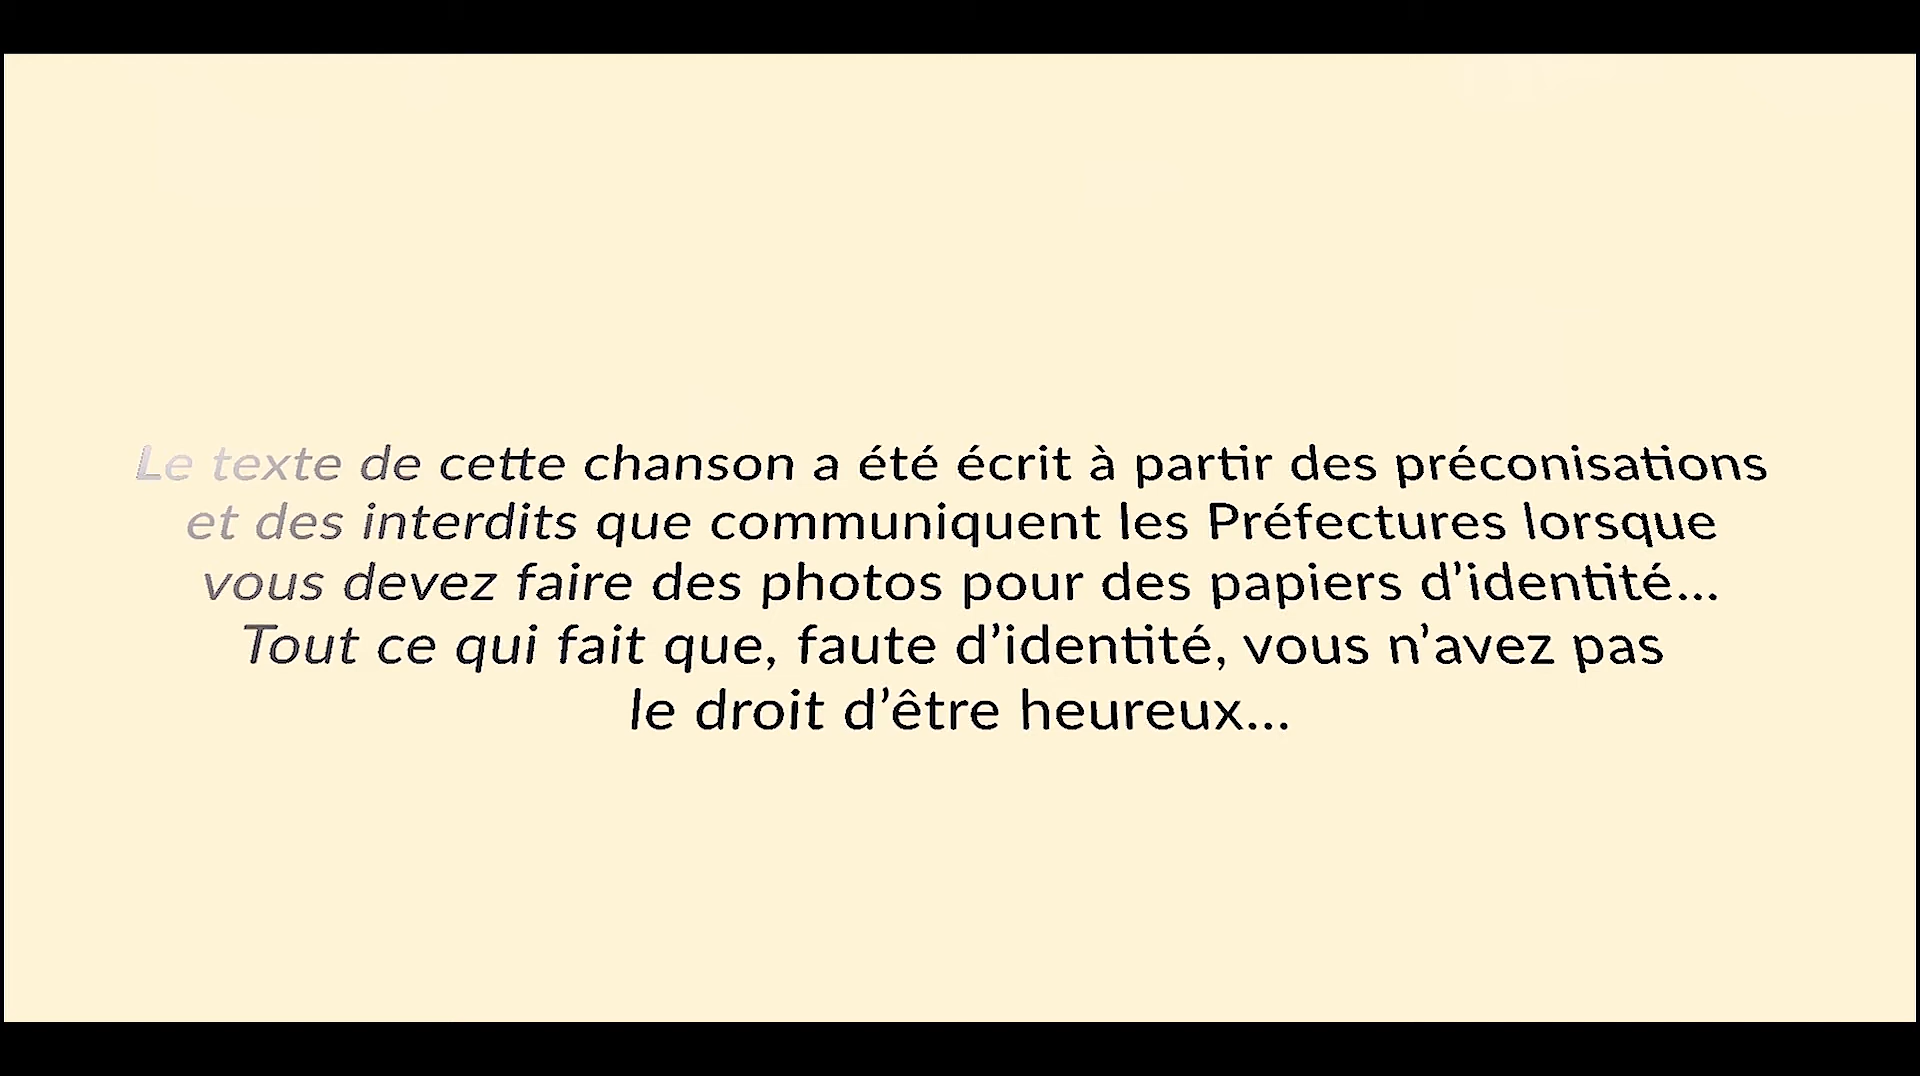 Le texte de cette chanson a été écrit à partir des préconisations
et des interdits que communiquent les Préfectures lorsque
vous devez faire des photos pour des papiers d’identité...
Tout ce qui fait que, faute d’identité, vous n’avez pas
le droit d’être heureux...